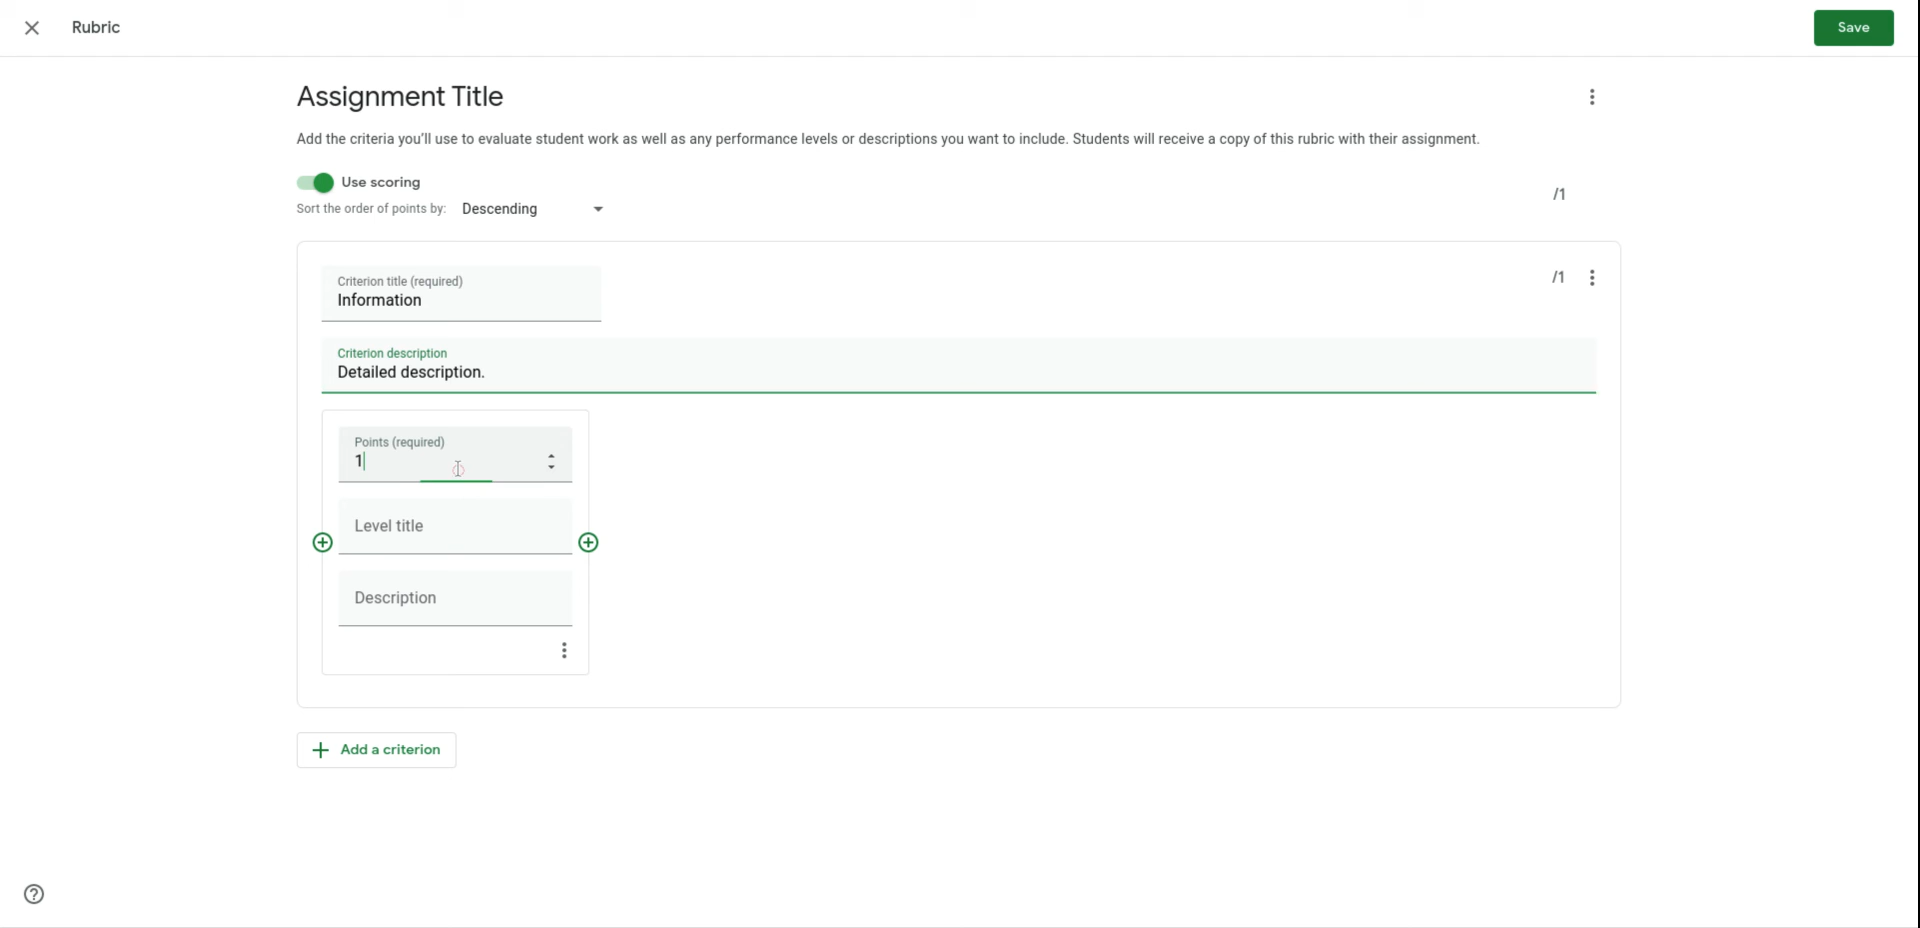 Rubric
Save
Assignment Title
Add the criteria you'll use to evaluate student work as well as any performance levels or descriptions you want to include. Students will receive a copy of this rubric with their assignment.
Use scoring
/1
Sort the order of points by: Descending
Criterion title (required)
Information
/1
Criterion description
Detailed description.
Points (required)
1
Level title
Description
Add a criterion